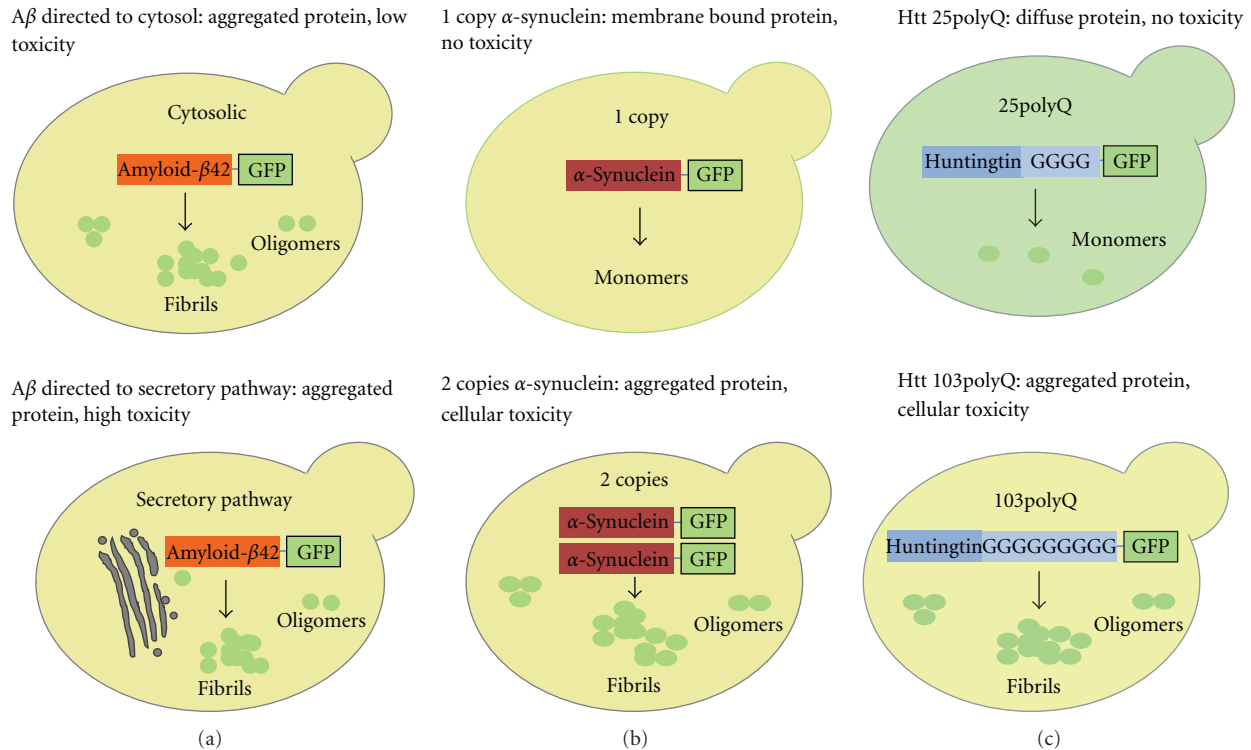 Aβ directed to cytosol: aggregated protein, low
toxicity
Cytosolic
Amyloid-β42
GFP
Oligomers
Fibrils
1 copy α-synuclein: membrane bound protein,
no toxicity
1 copy
α-Synuclein
GFP
Monomers
Htt 25polyQ: diffuse protein, no toxicity
25polyQ
Huntingtin GGGG
GFP
Monomers
Aβ directed to secretory pathway: aggregated
protein, high toxicity
Secretory pathway
Amyloid-β42
GFP
Oligomers
Fibrils
(a)
2 copies α-synuclein: aggregated protein,
cellular toxicity
2 copies
α-Synuclein
GFP
α-Synuclein
GFP
Oligomers
Fibrils
(b)
Htt 103polyQ: aggregated protein,
cellular toxicity
103polyQ
HuntingtinGGGGGGGGG
GFP
Oligomers
Fibrils
(c)